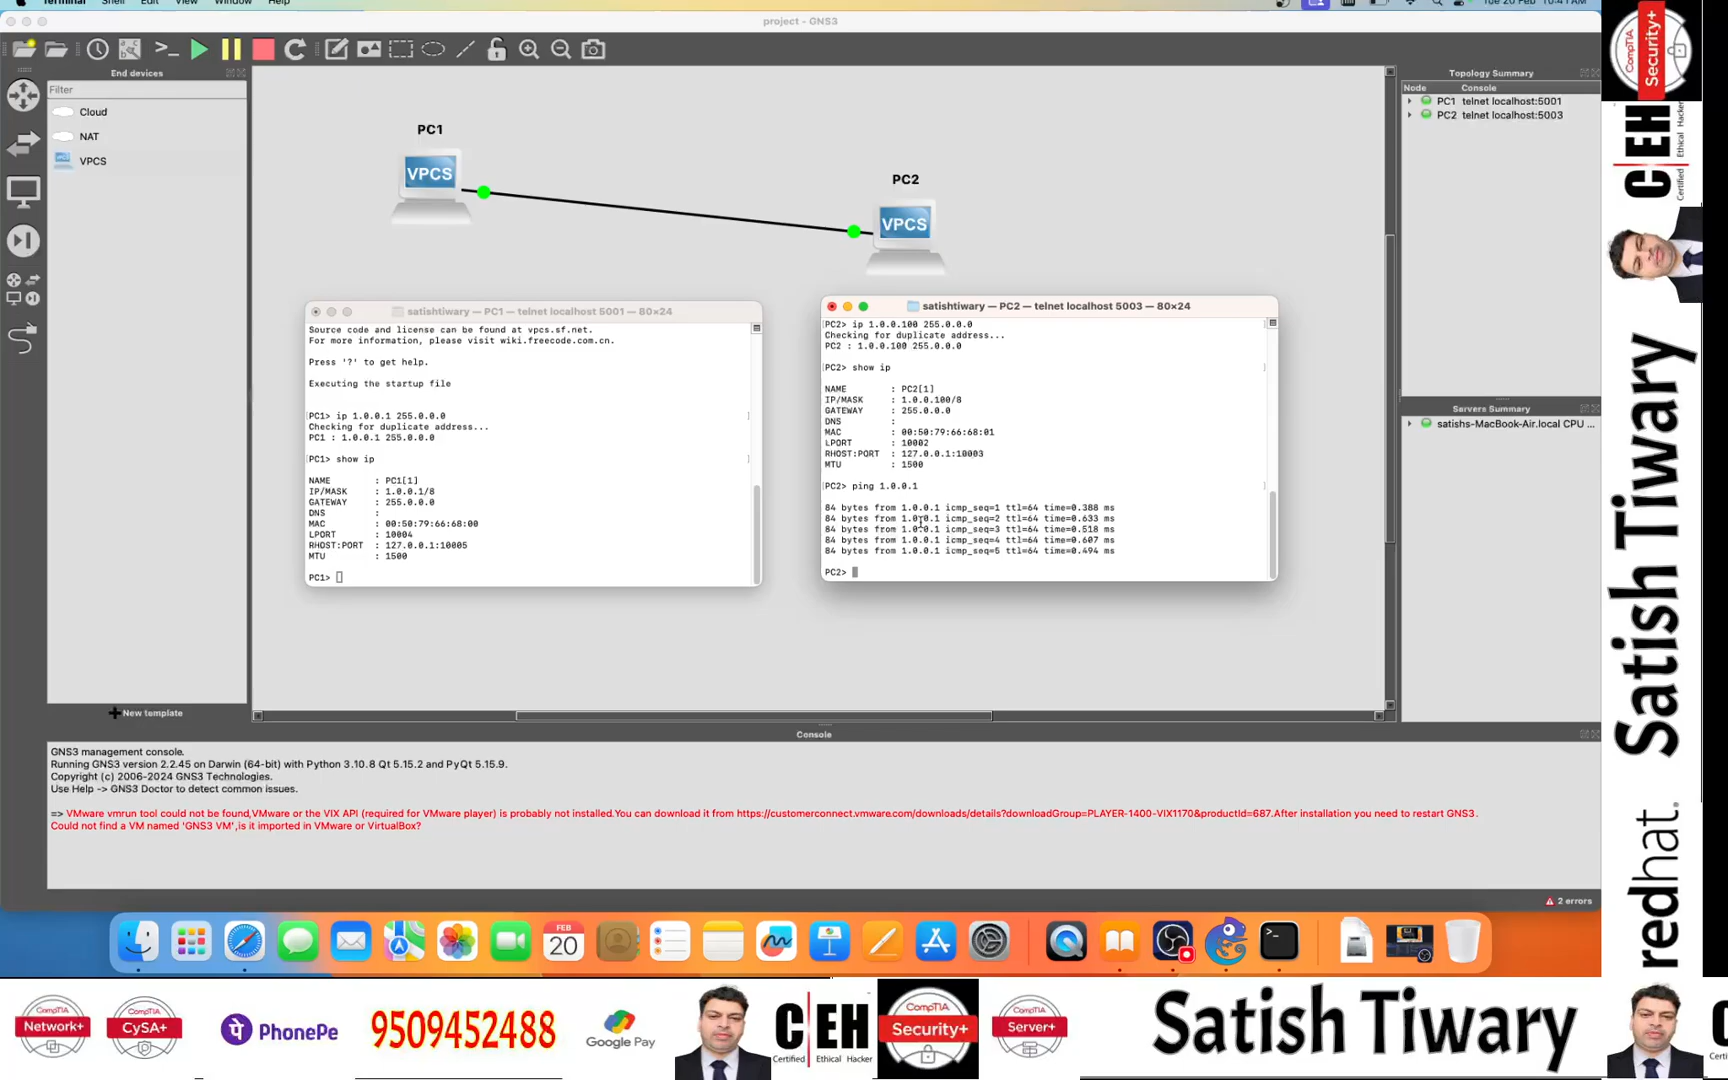 Terminal Shell Edit View Window Help Tue 20 Feb 10:41 AM
project - GNS3
End devices
Filter
Cloud
NAT
VPCS
New template
PC1
VPCS
PC2
VPCS
satishtiwary — PC1 — telnet localhost 5001 — 80×24
Source code and license can be found at vpcs.sf.net.
For more information, please visit wiki.freecode.com.cn.
Press '?' to get help.
Executing the startup file
PC1> ip 1.0.0.1 255.0.0.0
Checking for duplicate address...
PC1 : 1.0.0.1 255.0.0.0
PC1> show ip
NAME : PC1[1]
IP/MASK : 1.0.0.1/8
GATEWAY : 255.0.0.0
DNS :
MAC : 00:50:79:66:68:00
LPORT : 10004
RHOST:PORT : 127.0.0.1:10005
MTU : 1500
PC1>
satishtiwary — PC2 — telnet localhost 5003 — 80×24
PC2> ip 1.0.0.100 255.0.0.0
Checking for duplicate address...
PC2 : 1.0.0.100 255.0.0.0
PC2> show ip
NAME : PC2[1]
IP/MASK : 1.0.0.100/8
GATEWAY : 255.0.0.0
DNS :
MAC : 00:50:79:66:68:01
LPORT : 10002
RHOST:PORT : 127.0.0.1:10003
MTU : 1500
PC2> ping 1.0.0.1
84 bytes from 1.0.0.1 icmp_seq=1 ttl=64 time=0.388 ms
84 bytes from 1.0.0.1 icmp_seq=2 ttl=64 time=0.633 ms
84 bytes from 1.0.0.1 icmp_seq=3 ttl=64 time=0.518 ms
84 bytes from 1.0.0.1 icmp_seq=4 ttl=64 time=0.607 ms
84 bytes from 1.0.0.1 icmp_seq=5 ttl=64 time=0.494 ms
PC2>
Topology Summary
Node Console
PC1 telnet localhost:5001
PC2 telnet localhost:5003
Servers Summary
satishs-MacBook-Air.local CPU ...
Console
GNS3 management console.
Running GNS3 version 2.2.45 on Darwin (64-bit) with Python 3.10.8 Qt 5.15.2 and PyQt 5.15.9.
Copyright (c) 2006-2024 GNS3 Technologies.
Use Help -> GNS3 Doctor to detect common issues.
=> VMware vmrun tool could not be found,VMware or the VIX API (required for VMware player) is probably not installed.You can download it from https://customerconnect.vmware.com/downloads/details?downloadGroup=PLAYER-1400-VIX1170&productId=687.After installation you need to restart GNS3.
Could not find a VM named 'GNS3 VM',is it imported in VMware or VirtualBox?
2 errors
FEB
20
CompTIA
Security+
CEH
Certified Ethical Hacker
Satish Tiwary
redhat.
CompTIA
Network+
CompTIA
CySA+
PhonePe
9509452488
Google Pay
CEH
Certified Ethical Hacker
CompTIA
Security+
CompTIA
Server+
Satish Tiwary